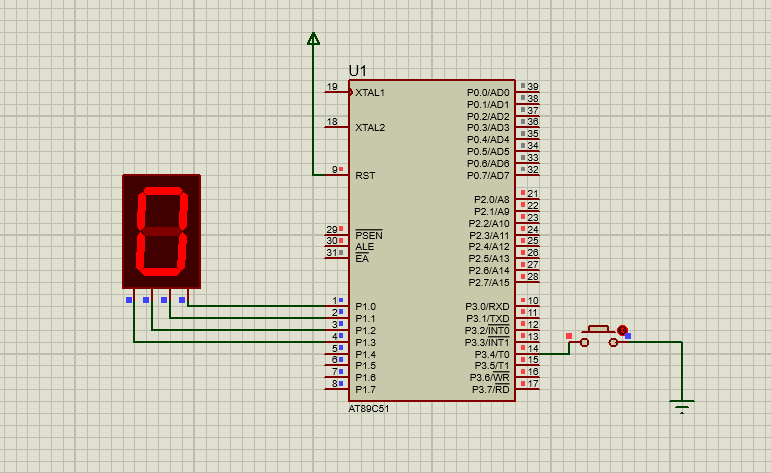 U1
19 XTAL1 P0.0/AD0 39
P0.1/AD1 38
P0.2/AD2 37
18 XTAL2 P0.3/AD3 36
P0.4/AD4 35
P0.5/AD5 34
P0.6/AD6 33
9 RST P0.7/AD7 32
P2.0/A8 21
P2.1/A9 22
P2.2/A10 23
29 PSEN P2.3/A11 24
30 ALE P2.4/A12 25
31 EA P2.5/A13 26
P2.6/A14 27
P2.7/A15 28
1 P1.0 P3.0/RXD 10
2 P1.1 P3.1/TXD 11
3 P1.2 P3.2/INT0 12
4 P1.3 P3.3/INT1 13
5 P1.4 P3.4/T0 14
6 P1.5 P3.5/T1 15
7 P1.6 P3.6/WR 16
8 P1.7 P3.7/RD 17
AT89C51
0